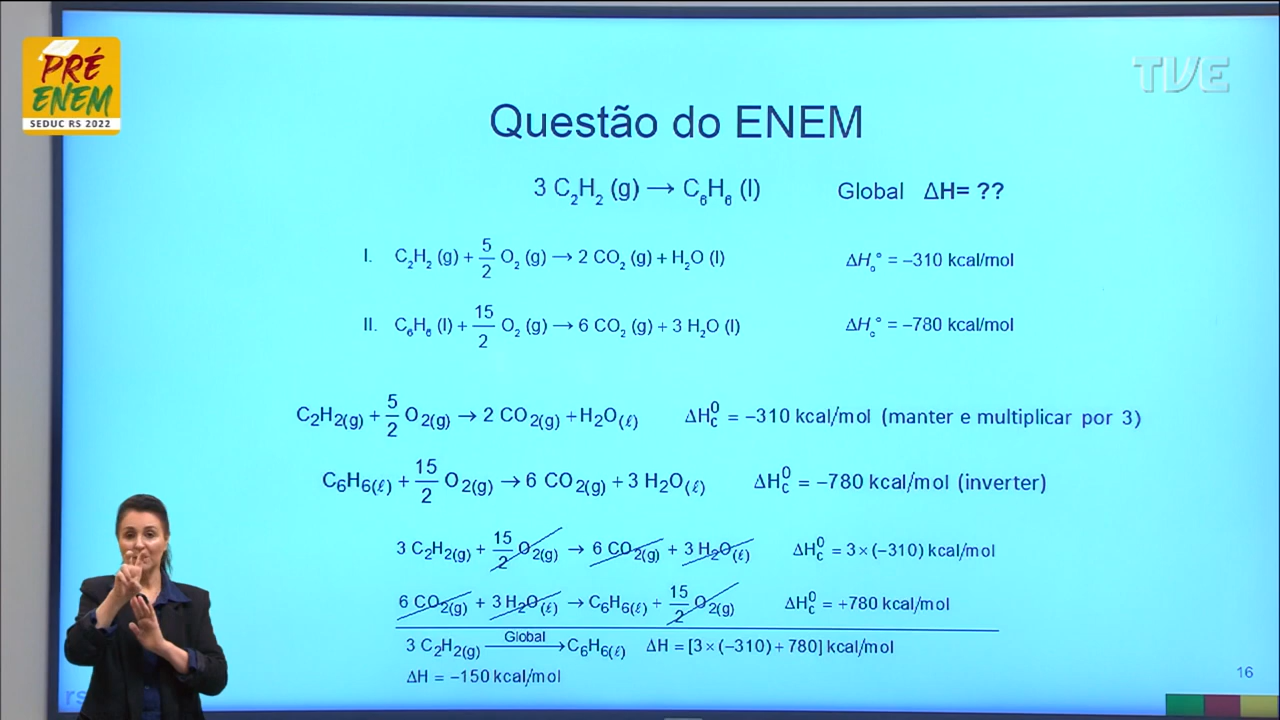 PRÉ
ENEM
SEDUC RS 2022
TVE
Questão do ENEM
3 C₂H₂ (g) → C₆H₆ (l) Global ΔH= ??
I. C₂H₂ (g) + 5/2 O₂ (g) → 2 CO₂ (g) + H₂O (l) ΔH꜀° = –310 kcal/mol
II. C₆H₆ (l) + 15/2 O₂ (g) → 6 CO₂ (g) + 3 H₂O (l) ΔH꜀° = –780 kcal/mol
C₂H₂(g) + 5/2 O₂(g) → 2 CO₂(g) + H₂O(ℓ) ΔH⁰c = –310 kcal/mol (manter e multiplicar por 3)
C₆H₆(ℓ) + 15/2 O₂(g) → 6 CO₂(g) + 3 H₂O(ℓ) ΔH⁰c = –780 kcal/mol (inverter)
3 C₂H₂(g) + 15/2 O₂(g) → 6 CO₂(g) + 3 H₂O(ℓ) ΔH⁰c = 3×(–310) kcal/mol
6 CO₂(g) + 3 H₂O(ℓ) → C₆H₆(ℓ) + 15/2 O₂(g) ΔH⁰c = +780 kcal/mol
Global
3 C₂H₂(g) → C₆H₆(ℓ) ΔH = [3×(–310) + 780] kcal/mol
ΔH = –150 kcal/mol
16
rs